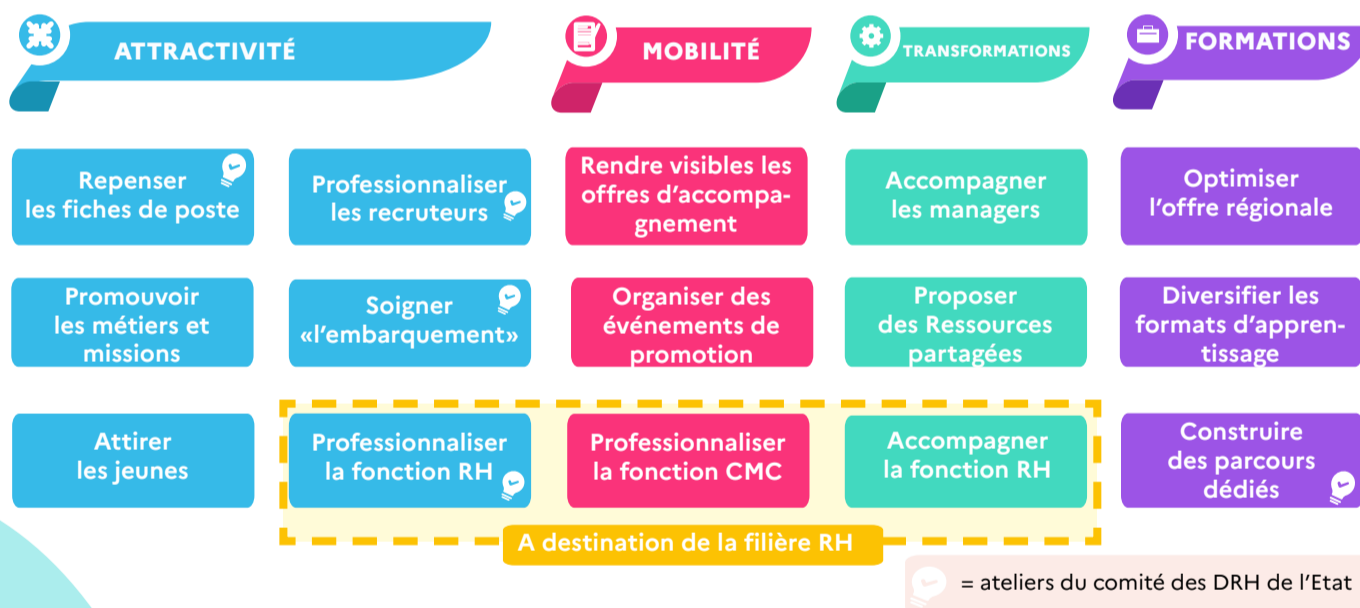 ATTRACTIVITÉ
MOBILITÉ
TRANSFORMATIONS
FORMATIONS
Repenser
les fiches de poste
Professionnaliser
les recruteurs
Rendre visibles les
offres d'accompa-
gnement
Accompagner
les managers
Optimiser
l'offre régionale
Promouvoir
les métiers et
missions
Soigner
«l'embarquement»
Organiser des
événements de
promotion
Proposer
des Ressources
partagées
Diversifier les
formats d'appren-
tissage
Attirer
les jeunes
Professionnaliser
la fonction RH
Professionnaliser
la fonction CMC
Accompagner
la fonction RH
Construire
des parcours
dédiés
A destination de la filière RH
= ateliers du comité des DRH de l'Etat